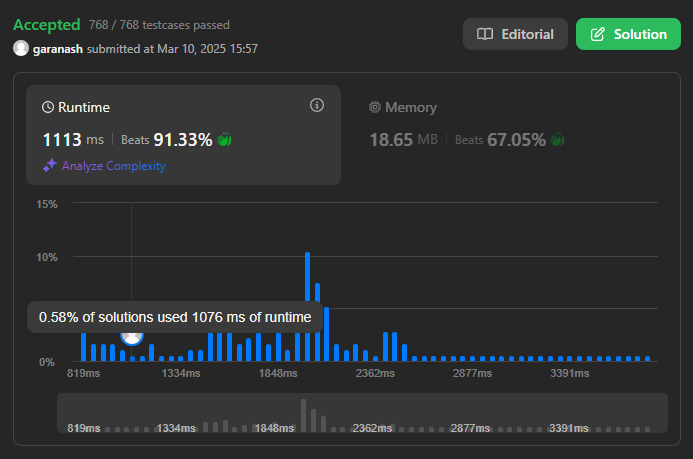 Accepted 768 / 768 testcases passed
garanash submitted at Mar 10, 2025 15:57
Editorial
Solution
Runtime
1113 ms | Beats 91.33%
Analyze Complexity
Memory
18.65 MB | Beats 67.05%
15%
10%
0.58% of solutions used 1076 ms of runtime
0%
819ms 1334ms 1848ms 2362ms 2877ms 3391ms
819ms 1334ms 1848ms 2362ms 2877ms 3391ms